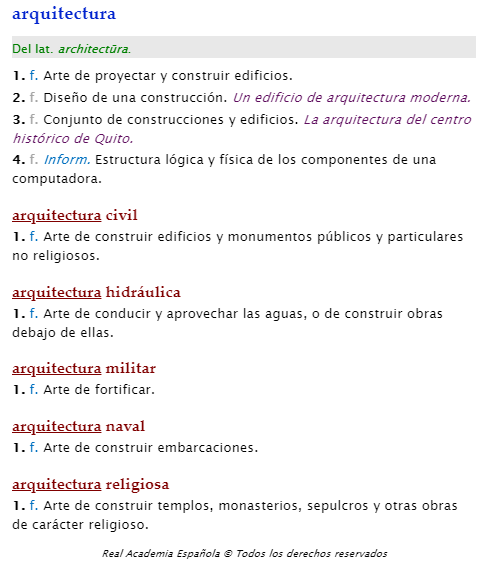 arquitectura
Del lat. architectūra.
1. f. Arte de proyectar y construir edificios.
2. f. Diseño de una construcción. Un edificio de arquitectura moderna.
3. f. Conjunto de construcciones y edificios. La arquitectura del centro
histórico de Quito.
4. f. Inform. Estructura lógica y física de los componentes de una
computadora.
arquitectura civil
1. f. Arte de construir edificios y monumentos públicos y particulares
no religiosos.
arquitectura hidráulica
1. f. Arte de conducir y aprovechar las aguas, o de construir obras
debajo de ellas.
arquitectura militar
1. f. Arte de fortificar.
arquitectura naval
1. f. Arte de construir embarcaciones.
arquitectura religiosa
1. f. Arte de construir templos, monasterios, sepulcros y otras obras
de carácter religioso.
Real Academia Española © Todos los derechos reservados